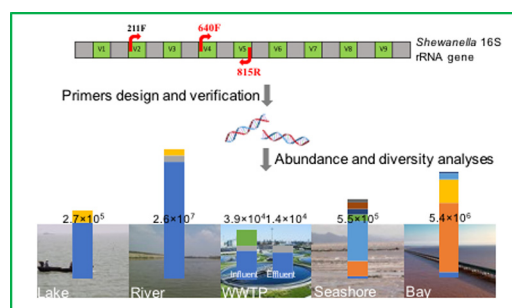 211F
640F
V1 V2 V3 V4 V5 V6 V7 V8 V9
Shewanella 16S
rRNA gene
815R
Primers design and verification
Abundance and diversity analyses
2.7×10⁵ 2.6×10⁷ 3.9×10⁴ 1.4×10⁴ 5.5×10⁵ 5.4×10⁶
Influent Effluent
Lake River WWTP Seashore Bay